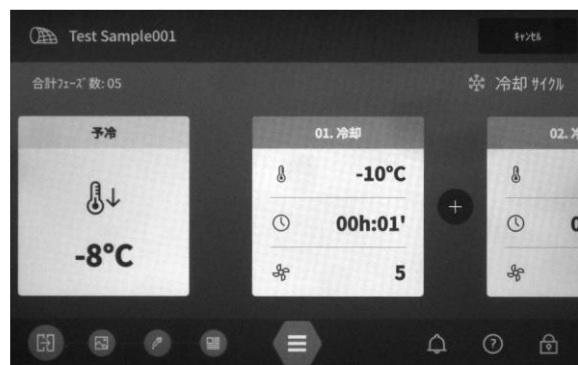 Test Sample001
キャンセル
合計フェーズ数: 05
冷却 サイクル
予冷
-8°C
01. 冷却
-10°C
00h:01'
5
02.